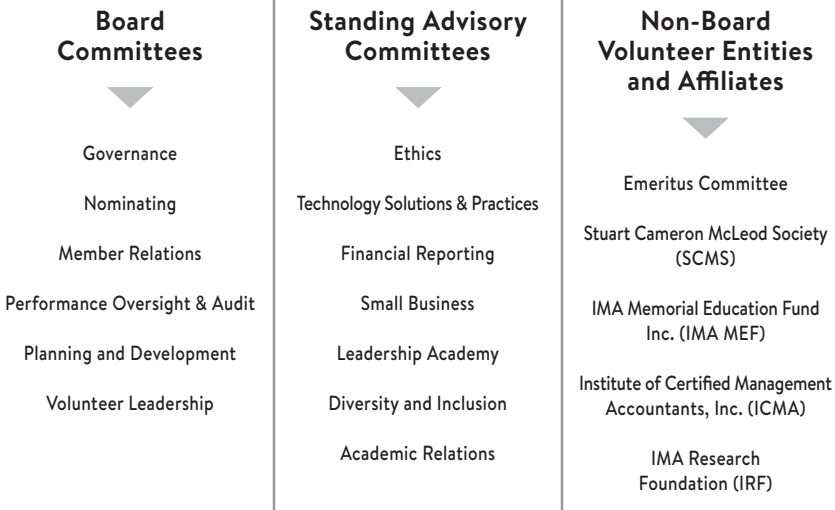 Board
Committees
Governance
Nominating
Member Relations
Performance Oversight & Audit
Planning and Development
Volunteer Leadership
Standing Advisory
Committees
Ethics
Technology Solutions & Practices
Financial Reporting
Small Business
Leadership Academy
Diversity and Inclusion
Academic Relations
Non-Board
Volunteer Entities
and Affiliates
Emeritus Committee
Stuart Cameron McLeod Society
(SCMS)
IMA Memorial Education Fund
Inc. (IMA MEF)
Institute of Certified Management
Accountants, Inc. (ICMA)
IMA Research
Foundation (IRF)